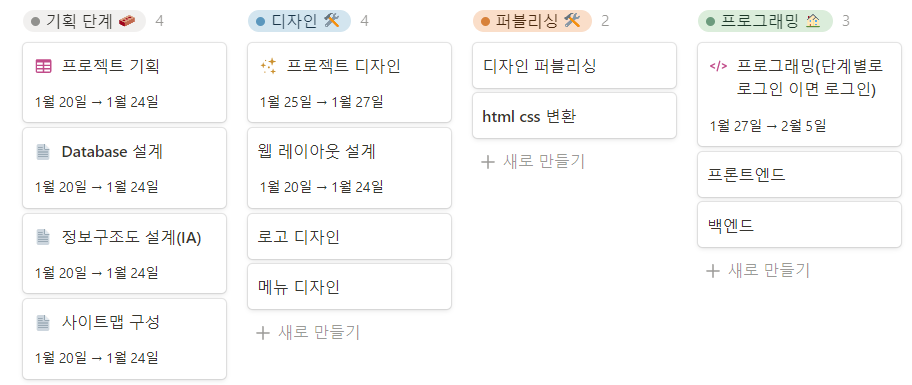 기획 단계 🧱 4
프로젝트 기획
1월 20일 → 1월 24일
Database 설계
1월 20일 → 1월 24일
정보구조도 설계(IA)
1월 20일 → 1월 24일
사이트맵 구성
1월 20일 → 1월 24일
디자인 🛠️ 4
프로젝트 디자인
1월 25일 → 1월 27일
웹 레이아웃 설계
1월 20일 → 1월 24일
로고 디자인
메뉴 디자인
+ 새로 만들기
퍼블리싱 🛠️ 2
디자인 퍼블리싱
html css 변환
+ 새로 만들기
프로그래밍 🏠 3
</> 프로그래밍(단계별로
로그인 이면 로그인)
1월 27일 → 2월 5일
프론트엔드
백엔드
+ 새로 만들기